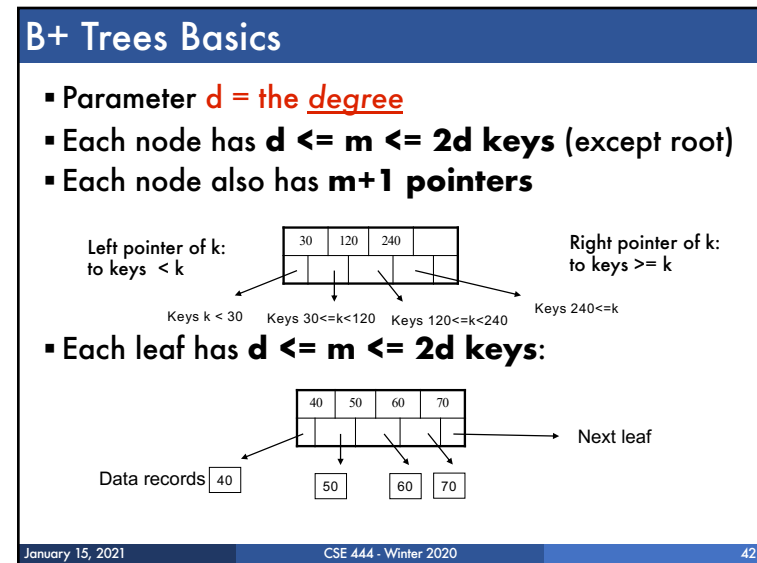 B+ Trees Basics
▪ Parameter d = the degree
▪ Each node has d <= m <= 2d keys (except root)
▪ Each node also has m+1 pointers
Left pointer of k:
to keys < k
30 120 240
Right pointer of k:
to keys >= k
Keys k < 30 Keys 30<=k<120 Keys 120<=k<240 Keys 240<=k
▪ Each leaf has d <= m <= 2d keys:
40 50 60 70
Next leaf
Data records 40 50 60 70
January 15, 2021 CSE 444 - Winter 2020 42